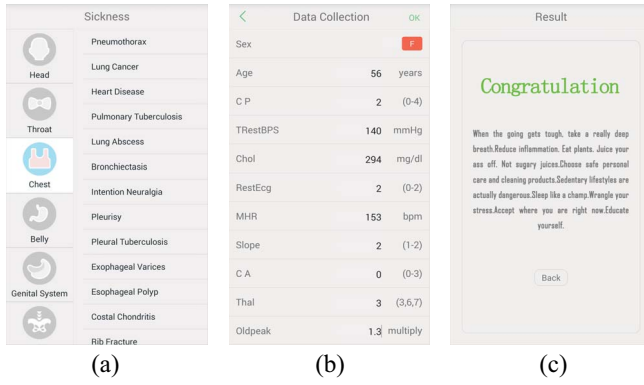 Sickness
Head
Throat
Chest
Belly
Genital System
Pneumothorax
Lung Cancer
Heart Disease
Pulmonary Tuberculosis
Lung Abscess
Bronchiectasis
Intention Neuralgia
Pleurisy
Pleural Tuberculosis
Exophageal Varices
Esophageal Polyp
Costal Chondritis
Rib Fracture
(a)
Data Collection OK
Sex F
Age 56 years
C P 2 (0-4)
TRestBPS 140 mmHg
Chol 294 mg/dl
RestEcg 2 (0-2)
MHR 153 bpm
Slope 2 (1-2)
C A 0 (0-3)
Thal 3 (3,6,7)
Oldpeak 1.3 multiply
(b)
Result
Congratulation
When the going gets tough, take a really deep
breath.Reduce inflammation. Eat plants. Juice your
ass off. Not sugary juices.Choose safe personal
care and cleaning products.Sedentary lifestyles are
actually dangerous.Sleep like a champ.Wrangle your
stress.Accept where you are right now.Educate
yourself.
Back
(c)